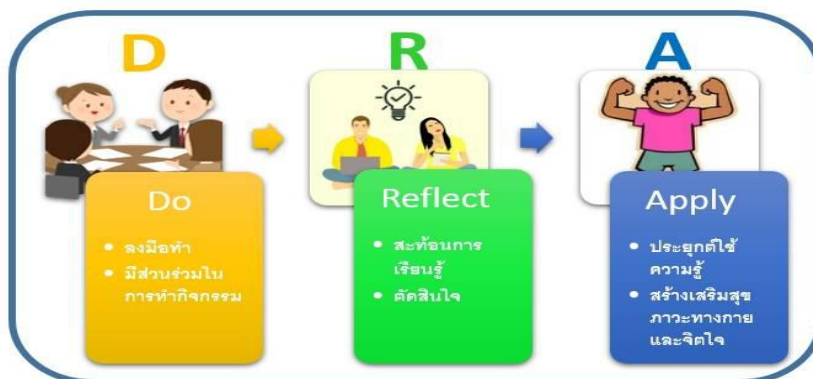 D
R
A
Do
• ลงมือทำ
• มีส่วนร่วมใน
การทำกิจกรรม
Reflect
• สะท้อนการ
เรียนรู้
• ตัดสินใจ
Apply
• ประยุกต์ใช้
ความรู้
• สร้างเสริมสุข
ภาวะทางกาย
และจิตใจ